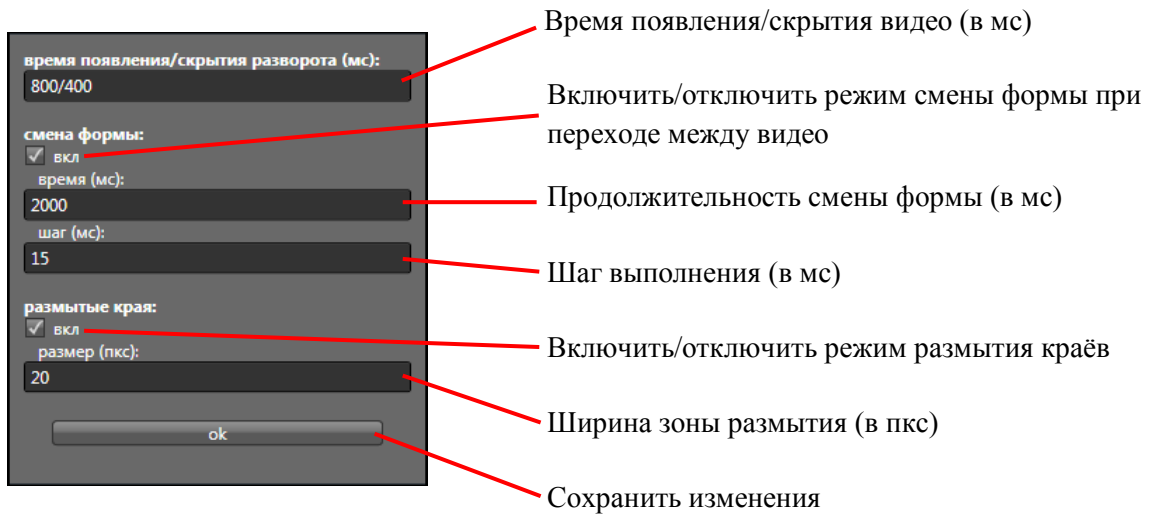 Время появления/скрытия видео (в мс)
время появления/скрытия разворота (мс):
800/400
Включить/отключить режим смены формы при
переходе между видео
смена формы:
вкл
время (мс):
2000
Продолжительность смены формы (в мс)
шаг (мс):
15
Шаг выполнения (в мс)
размытые края:
вкл
Включить/отключить режим размытия краёв
размер (пкс):
20
Ширина зоны размытия (в пкс)
ok
Сохранить изменения